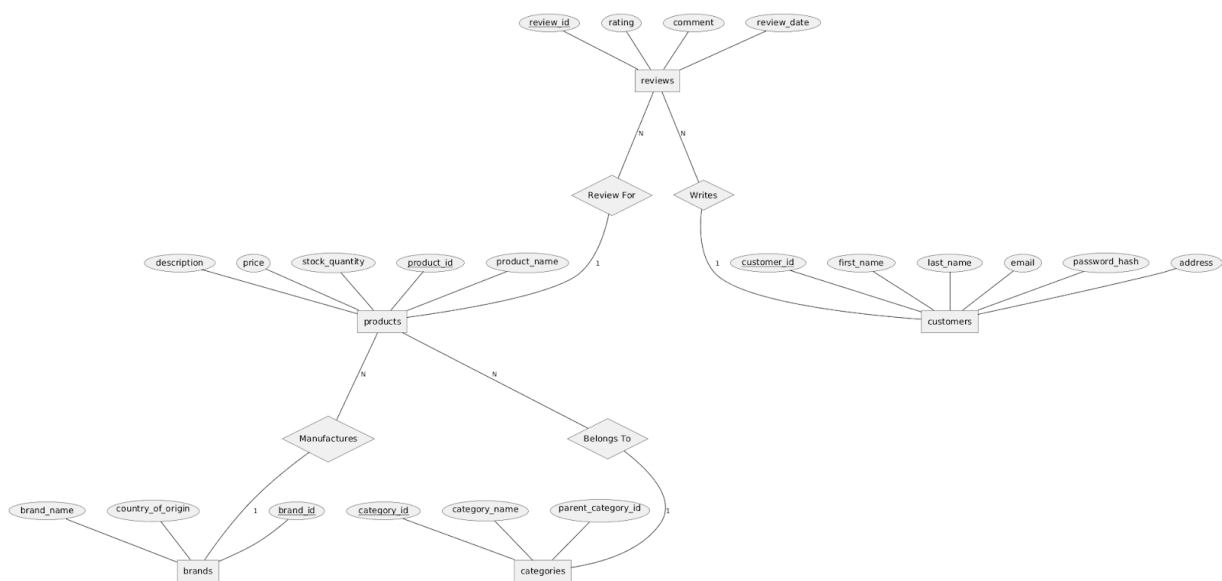 review_id
rating
comment
review_date
reviews
N
N
Review For
Writes
description
price
stock_quantity
product_id
product_name
1
1
customer_id
first_name
last_name
email
password_hash
address
products
customers
N
N
Manufactures
Belongs To
brand_name
country_of_origin
1
brand_id
category_id
category_name
parent_category_id
1
brands
categories